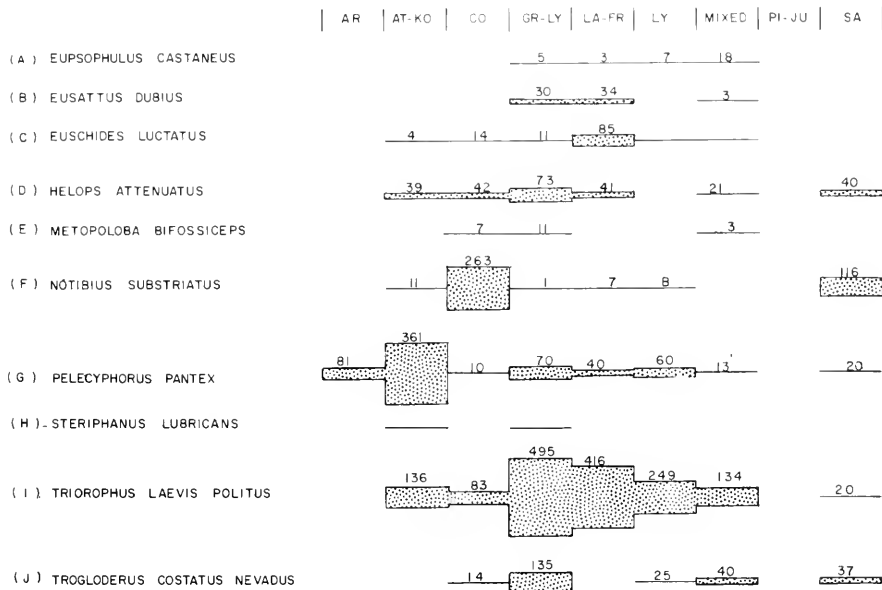 AR AT-KO CO GR-LY LA-FR LY MIXED PI-JU SA
(A) EUPSOPHULUS CASTANEUS 5 3 7 18
(B) EUSATTUS DUBIUS 30 34 3
(C) EUSCHIDES LUCTATUS 4 14 11 85
(D) HELOPS ATTENUATUS 39 42 73 41 21 40
(E) METOPOLOBA BIFOSSICEPS 7 11 3
(F) NOTIBIUS SUBSTRIATUS 11 263 1 7 8 116
(G) PELECYPHORUS PANTEX 81 361 10 70 40 60 13 20
(H)-STERIPHANUS LUBRICANS
(I) TRIOROPHUS LAEVIS POLITUS 136 83 495 416 249 134 20
(J) TROGLODERUS COSTATUS NEVADUS 14 135 25 40 37